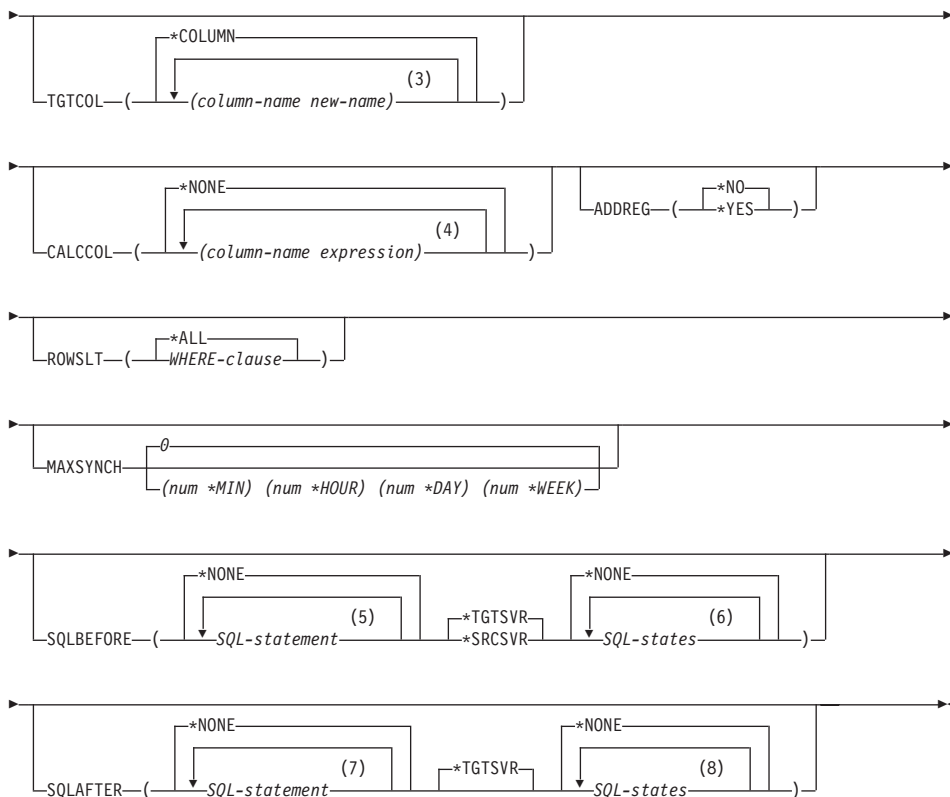 *COLUMN
(3)
TGTCOL ( (column-name new-name) )
*NONE *NO
(4) ADDREG ( *YES )
CALCCOL ( (column-name expression) )
*ALL
ROWSLT ( WHERE-clause )
0
MAXSYNCH
(num *MIN) (num *HOUR) (num *DAY) (num *WEEK)
*NONE *NONE
(5) *TGTSVR (6)
SQLBEFORE ( SQL-statement *SRCSVR SQL-states )
*NONE *NONE
(7) *TGTSVR (8)
SQLAFTER ( SQL-statement SQL-states )